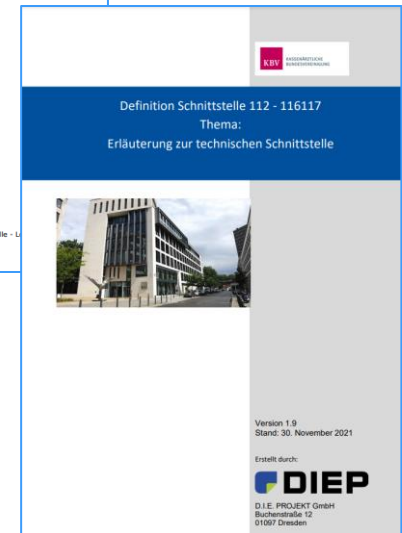 KBV KASSENÄRZTLICHE
BUNDESVEREINIGUNG
Definition Schnittstelle 112 - 116117
Thema:
Erläuterung zur technischen Schnittstelle
Version 1.9
Stand: 30. November 2021
Erstellt durch:
DIEP
D.I.E. PROJEKT GmbH
Buchenstraße 12
01097 Dresden